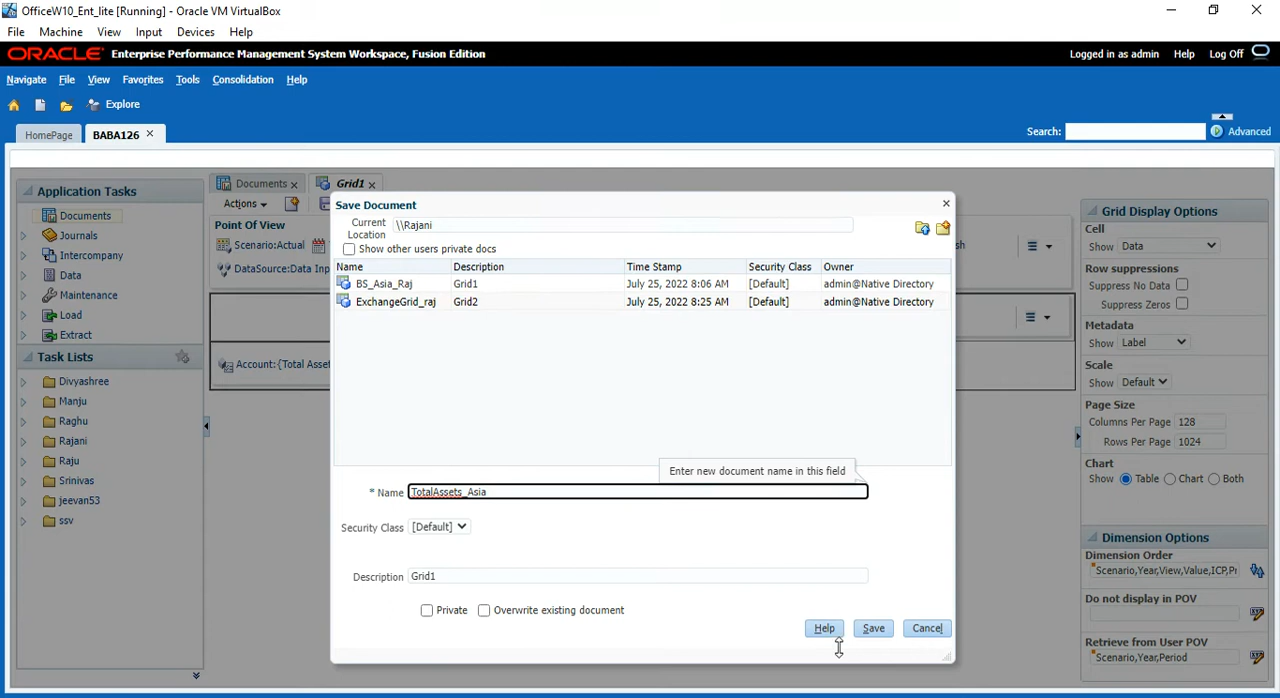 OfficeW10_Ent_lite [Running] - Oracle VM VirtualBox
File Machine View Input Devices Help
ORACLE Enterprise Performance Management System Workspace, Fusion Edition
Logged in as admin Help Log Off
Navigate File View Favorites Tools Consolidation Help
Explore
HomePage BABA126
Search: Advanced
Application Tasks
Documents
Journals
Intercompany
Data
Maintenance
Load
Extract
Task Lists
Divyashree
Manju
Raghu
Rajani
Raju
Srinivas
jeevan53
ssv
Documents Grid1
Actions
Point Of View
Scenario:Actual
DataSource:Data Inp
Account:{Total Asset
Save Document
Current Location \\Rajani
Show other users private docs
Name Description Time Stamp Security Class Owner
BS_Asia_Raj Grid1 July 25, 2022 8:06 AM [Default] admin@Native Directory
ExchangeGrid_raj Grid2 July 25, 2022 8:25 AM [Default] admin@Native Directory
Enter new document name in this field
* Name TotalAssets_Asia
Security Class [Default]
Description Grid1
Private Overwrite existing document
Help Save Cancel
Grid Display Options
Cell
Show Data
Row suppressions
Suppress No Data
Suppress Zeros
Metadata
Show Label
Scale
Show Default
Page Size
Columns Per Page 128
Rows Per Page 1024
Chart
Show Table Chart Both
Dimension Options
Dimension Order
Scenario,Year,View,Value,ICP,Pr
Do not display in POV
Retrieve from User POV
Scenario,Year,Period